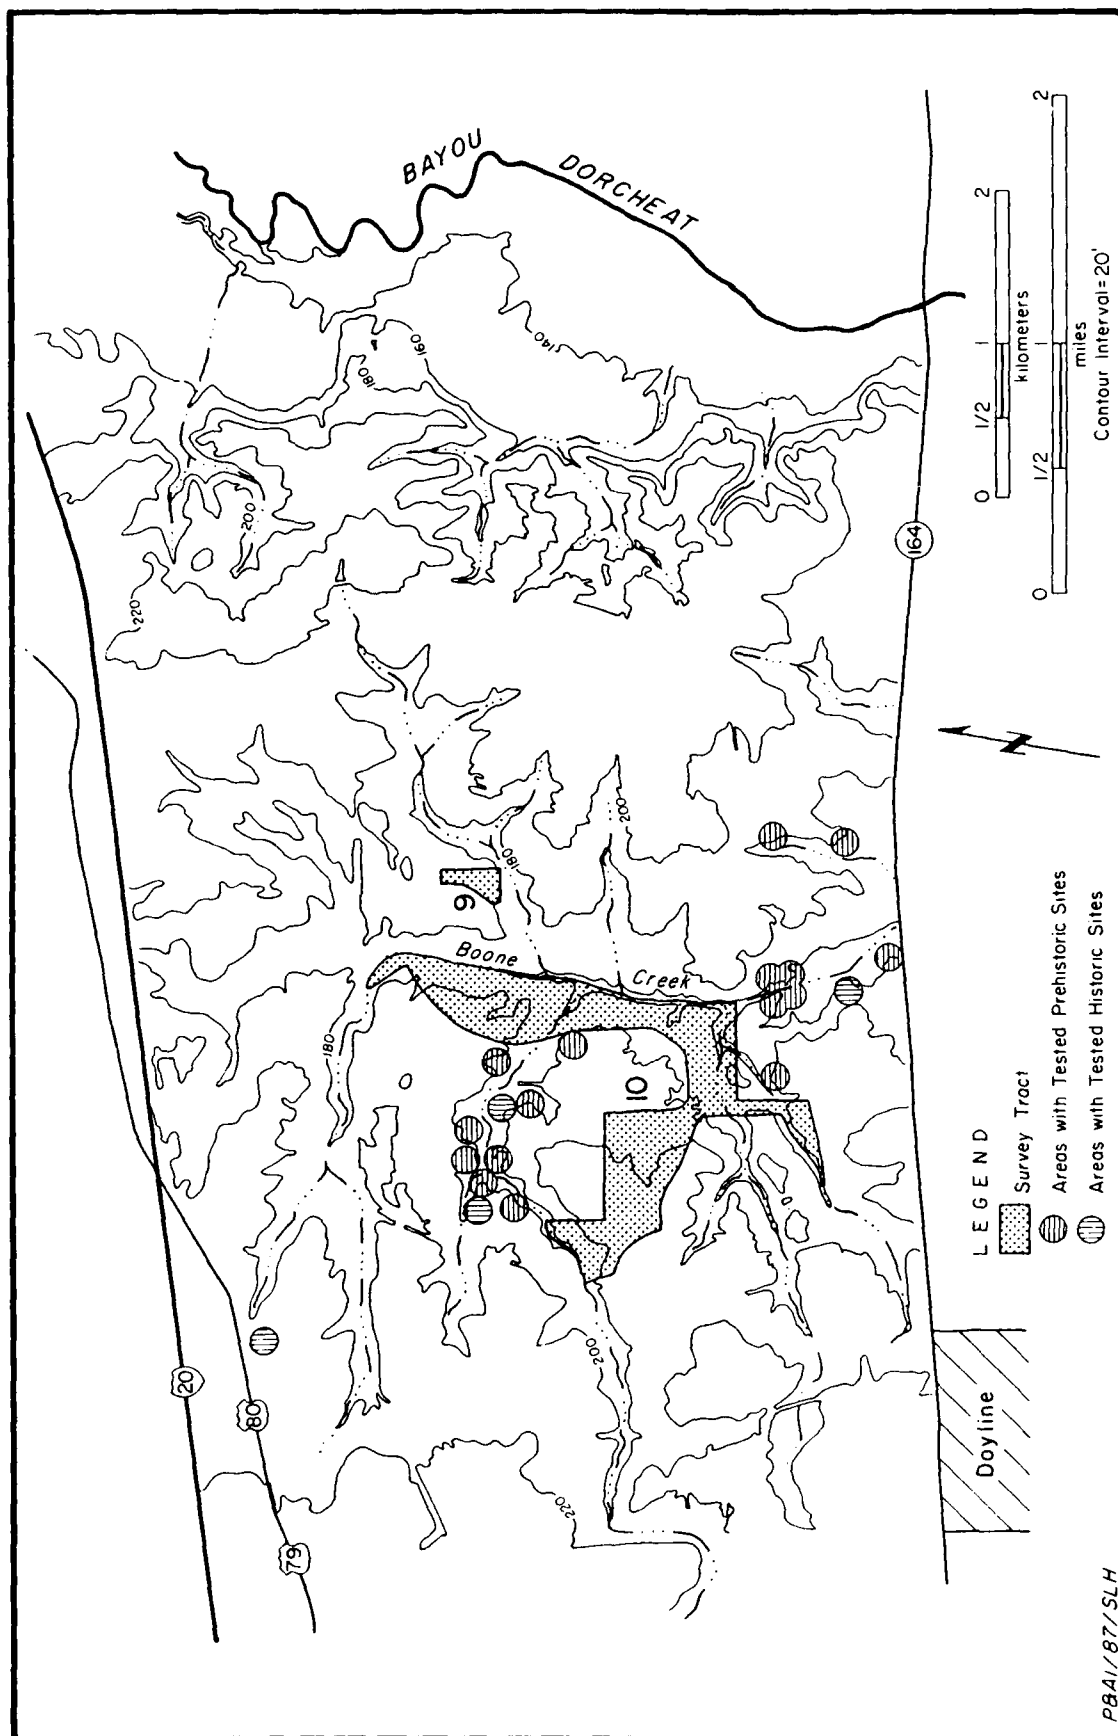 BAYOU
DORCHEAT
220
200
180
160
140
180
200
180
9
Boone
Creek
10
200
220
20
80
79
164
Doyline
0 1/2 1 2
kilometers
0 1/2 1 2
miles
Contour Interval=20'
LEGEND
Survey Tract
Areas with Tested Prehistoric Sites
Areas with Tested Historic Sites
P&AI/87/SLH